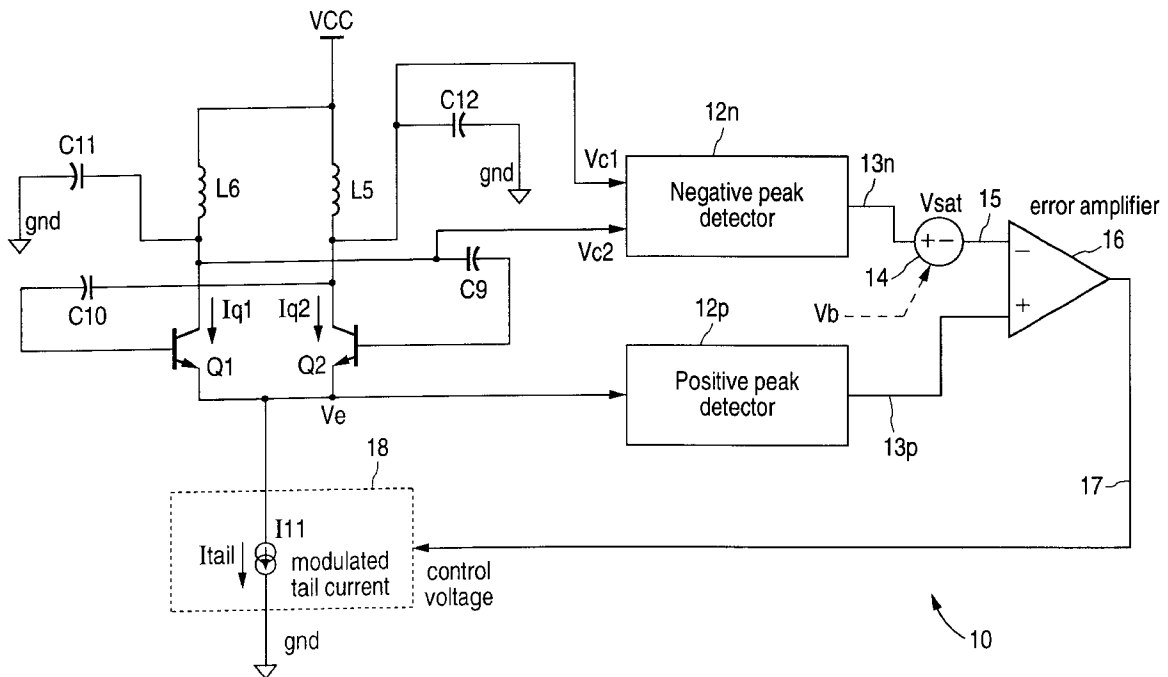 VCC
C12
C11
12n
L6
L5
gnd
gnd
Vc1
Vc2
Negative peak
detector
13n
Vsat
15
error amplifier
16
−
+
+ −
14
Vb
C10
C9
Iq1
Iq2
Q1
Q2
Ve
12p
Positive peak
detector
13p
17
18
I11
Itail
modulated
tail current
control
voltage
gnd
10